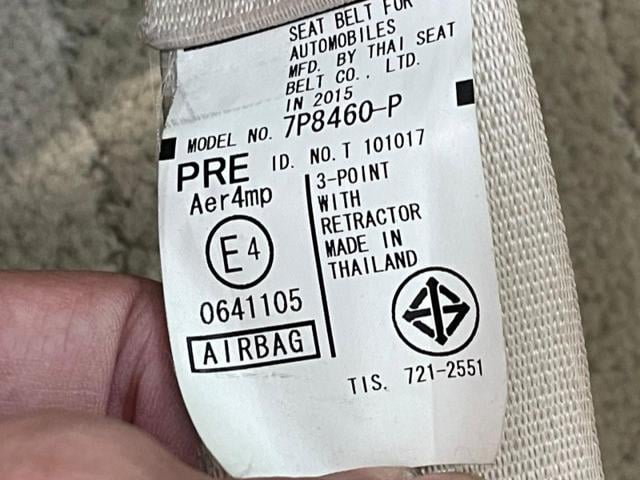 SEAT BELT FOR
AUTOMOBILES
MFD. BY THAI SEAT
BELT CO., LTD.
IN 2015
MODEL NO. 7P8460-P
PRE ID. NO. T 101017
Aer4mp
E4
0641105
AIRBAG
3-POINT
WITH
RETRACTOR
MADE IN
THAILAND
TIS. 721-2551